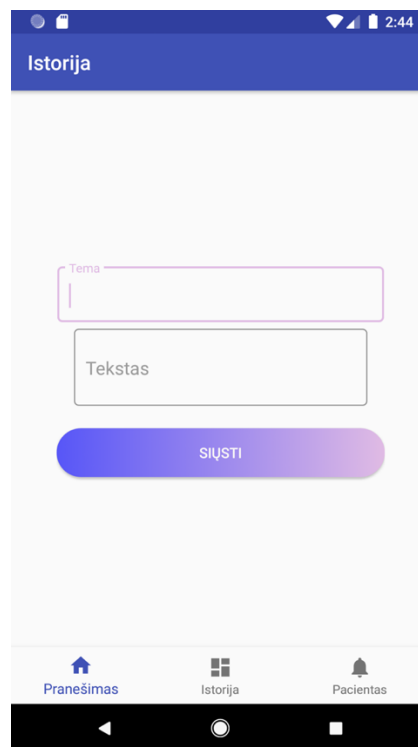 2:44
Istorija
Tema
Tekstas
SIŲSTI
Pranešimas Istorija Pacientas